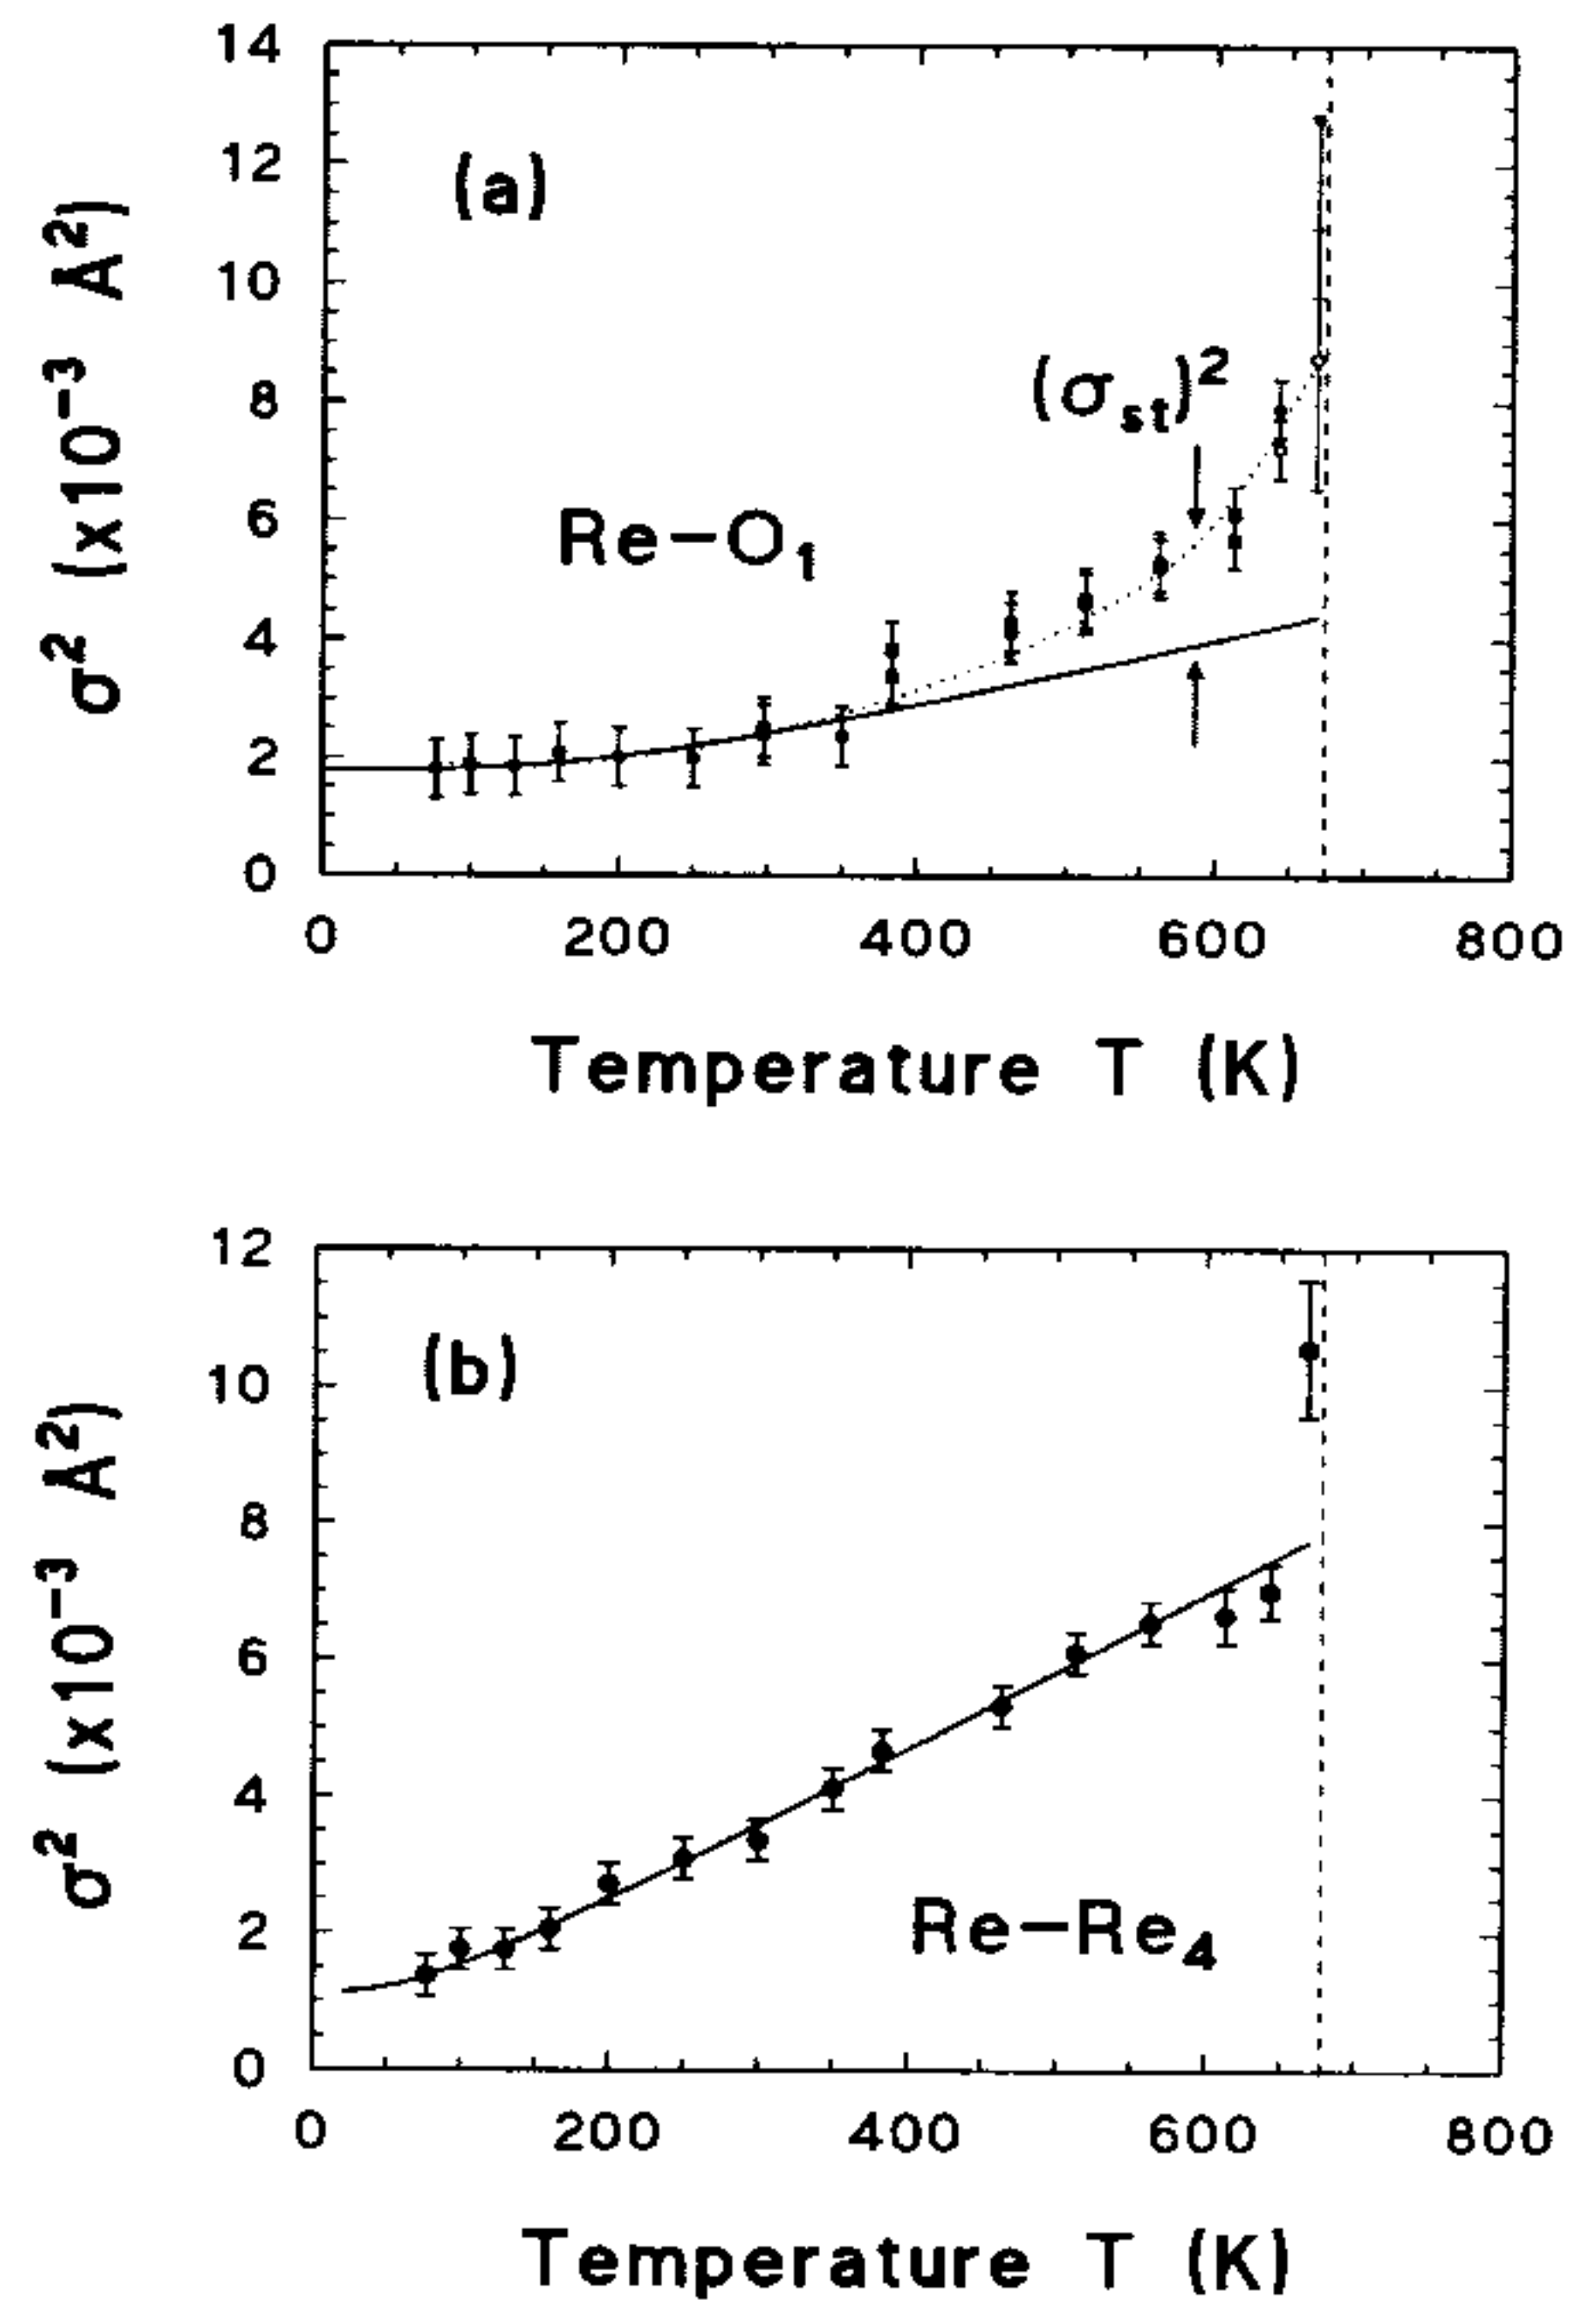 14
12
10
8
6
4
2
0
σ² (x10⁻³ Å²)
(a)
(σst)²
Re-O₁
0 200 400 600 800
Temperature T (K)
12
10
8
6
4
2
0
σ² (x10⁻³ Å²)
(b)
Re-Re₄
0 200 400 600 800
Temperature T (K)